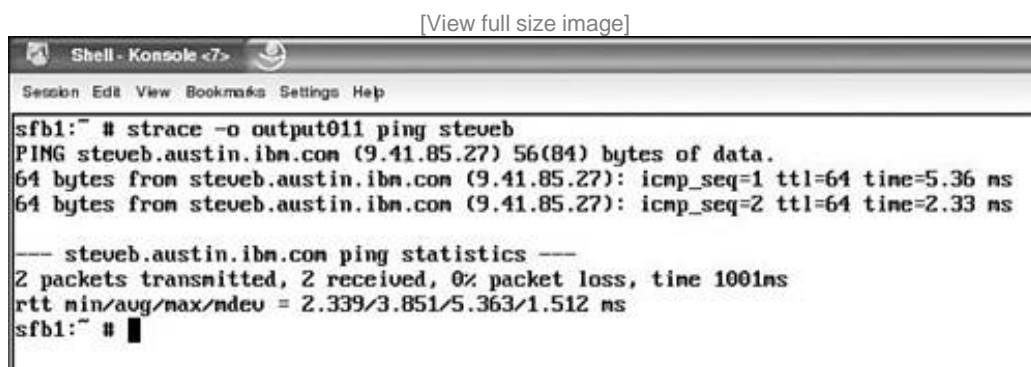 [View full size image]
Shell - Konsole <7>
Session Edit View Bookmarks Settings Help
sfb1:~ # strace -o output011 ping steveb
PING steveb.austin.ibm.com (9.41.85.27) 56(84) bytes of data.
64 bytes from steveb.austin.ibm.com (9.41.85.27): icmp_seq=1 ttl=64 time=5.36 ms
64 bytes from steveb.austin.ibm.com (9.41.85.27): icmp_seq=2 ttl=64 time=2.33 ms
--- steveb.austin.ibm.com ping statistics ---
2 packets transmitted, 2 received, 0% packet loss, time 1001ms
rtt min/avg/max/mdev = 2.339/3.851/5.363/1.512 ms
sfb1:~ #